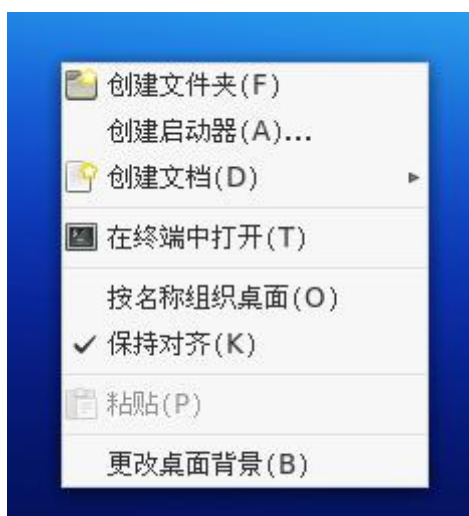 创建文件夹(F)
创建启动器(A)...
创建文档(D)
在终端中打开(T)
按名称组织桌面(O)
保持对齐(K)
粘贴(P)
更改桌面背景(B)